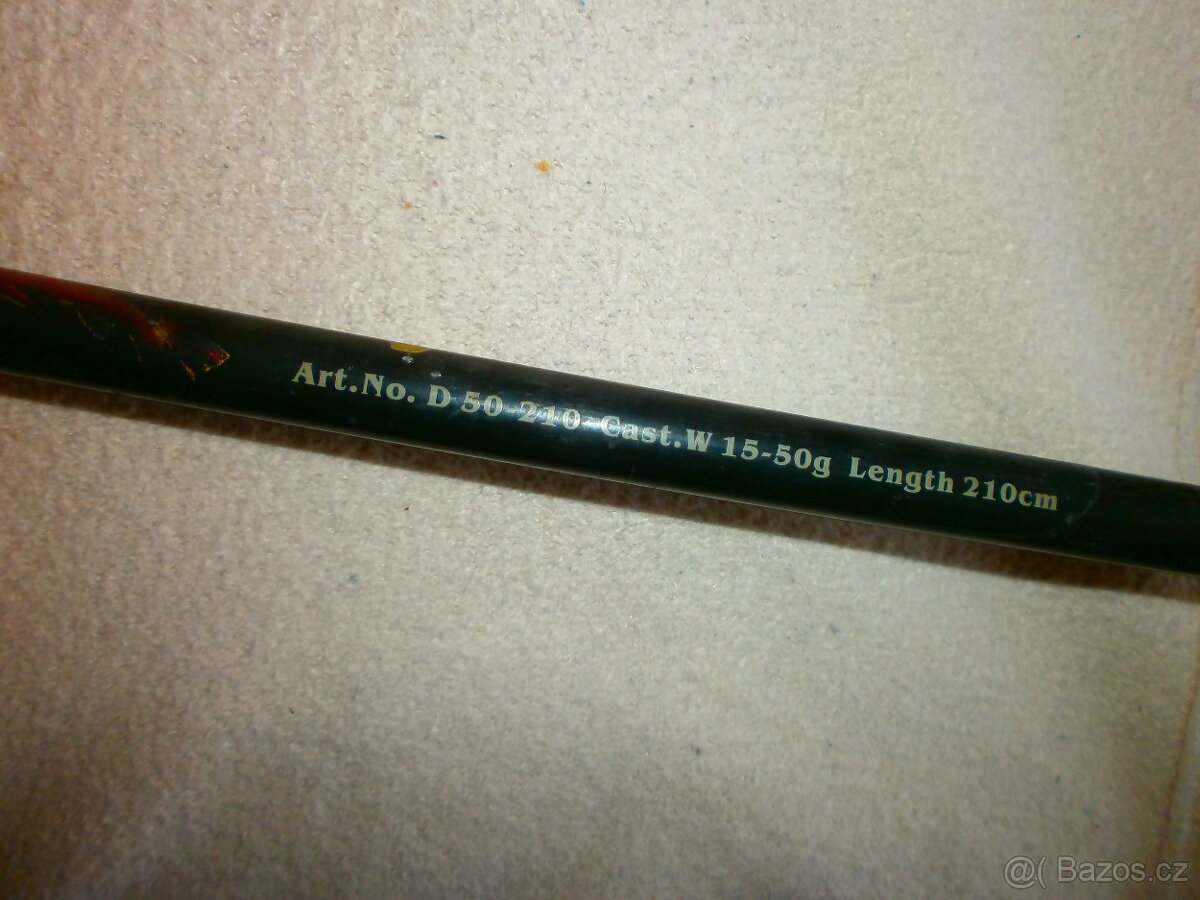 Art.No. D 50-210 Cast.W 15-50g Length 210cm
@( Bazos.cz